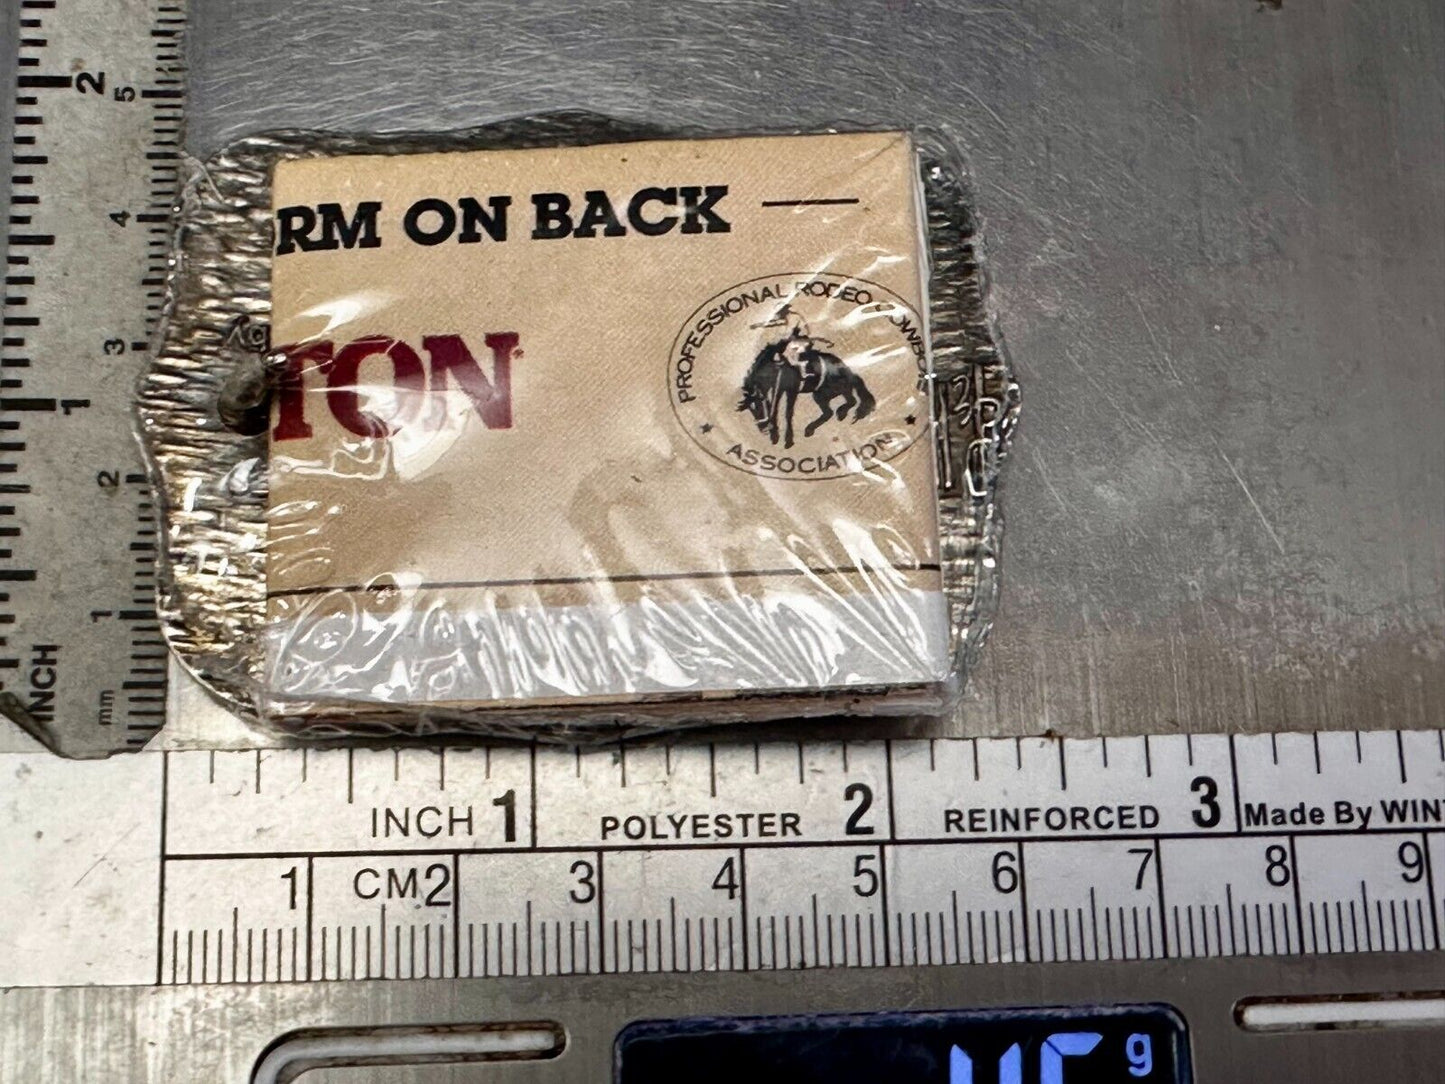 RM ON BACK
TON
PROFESSIONAL RODEO COWBOYS
ASSOCIATION
2
5
4
3
1
2
1
INCH
mm
INCH 1 POLYESTER 2 REINFORCED 3 Made By WIN
1 CM 2 3 4 5 6 7 8 9
g